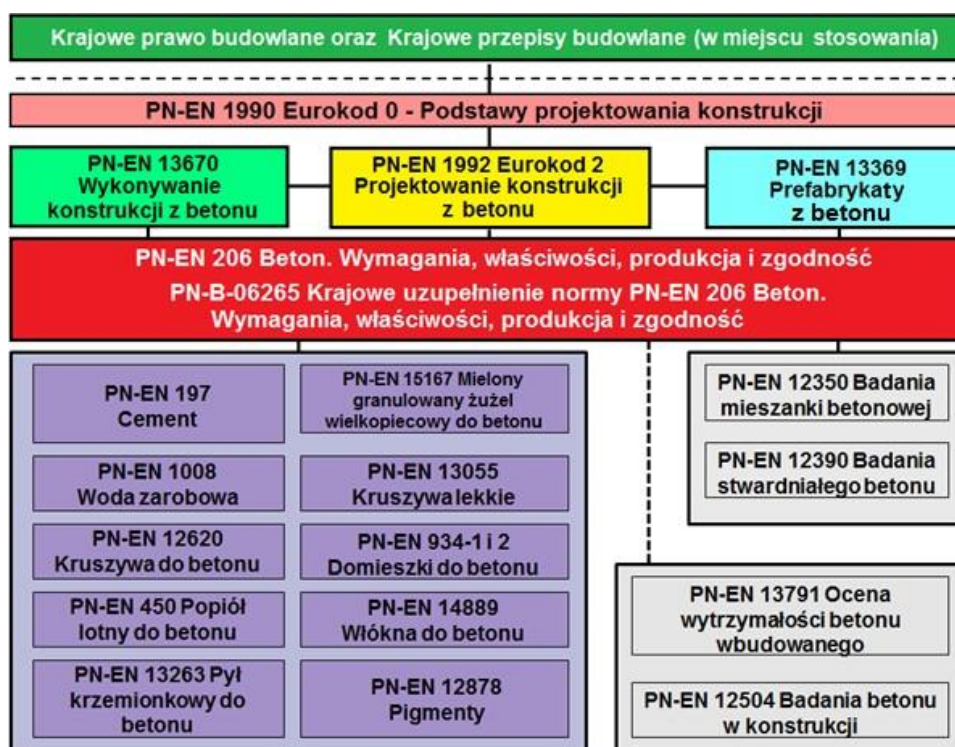 Krajowe prawo budowlane oraz Krajowe przepisy budowlane (w miejscu stosowania)
PN-EN 1990 Eurokod 0 - Podstawy projektowania konstrukcji
PN-EN 13670
Wykonywanie
konstrukcji z betonu
PN-EN 1992 Eurokod 2
Projektowanie konstrukcji
z betonu
PN-EN 13369
Prefabrykaty
z betonu
PN-EN 206 Beton. Wymagania, właściwości, produkcja i zgodność
PN-B-06265 Krajowe uzupełnienie normy PN-EN 206 Beton.
Wymagania, właściwości, produkcja i zgodność
PN-EN 197
Cement
PN-EN 15167 Mielony
granulowany żużel
wielkopiecowy do betonu
PN-EN 1008
Woda zarobowa
PN-EN 13055
Kruszywa lekkie
PN-EN 12620
Kruszywa do betonu
PN-EN 934-1 i 2
Domieszki do betonu
PN-EN 450 Popiół
lotny do betonu
PN-EN 14889
Włókna do betonu
PN-EN 13263 Pył
krzemionkowy do
betonu
PN-EN 12878
Pigmenty
PN-EN 12350 Badania
mieszanki betonowej
PN-EN 12390 Badania
stwardniałego betonu
PN-EN 13791 Ocena
wytrzymałości betonu
wbudowanego
PN-EN 12504 Badania betonu
w konstrukcji